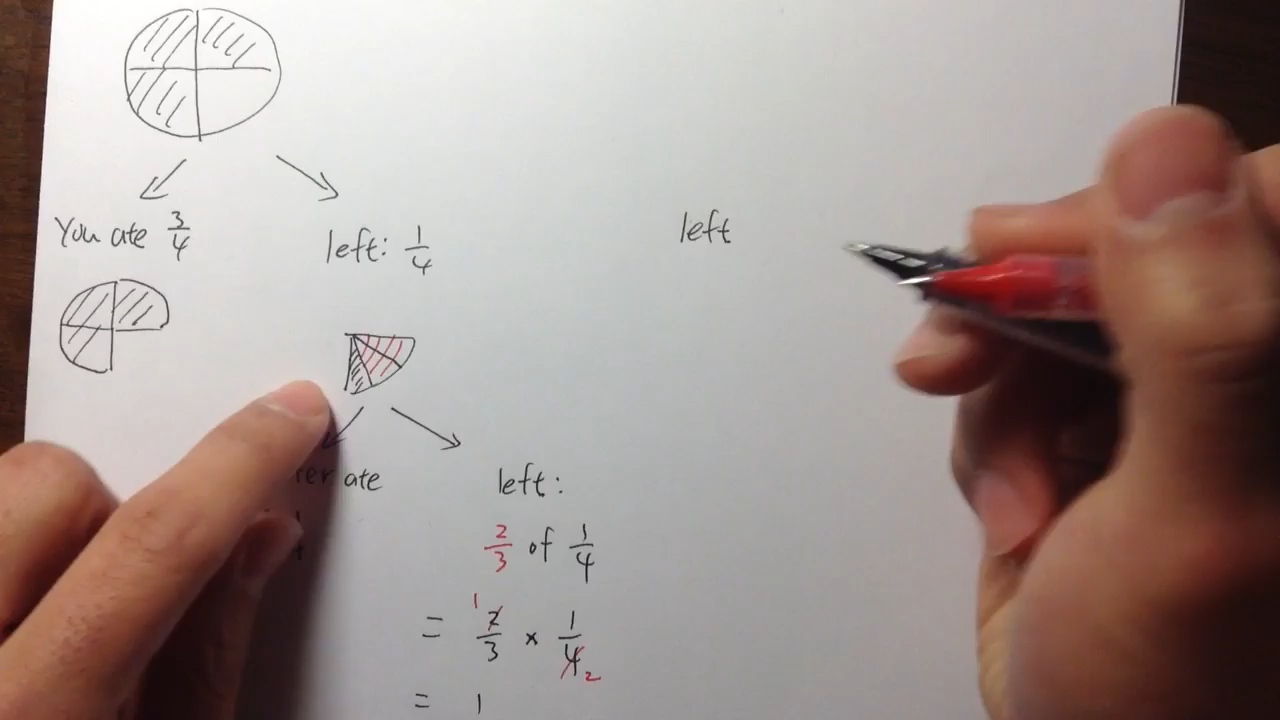 You ate 3/4
left: 1/4
left
ate
left:
2/3 of 1/4
= 1 2/3 × 1/4 2
= 1